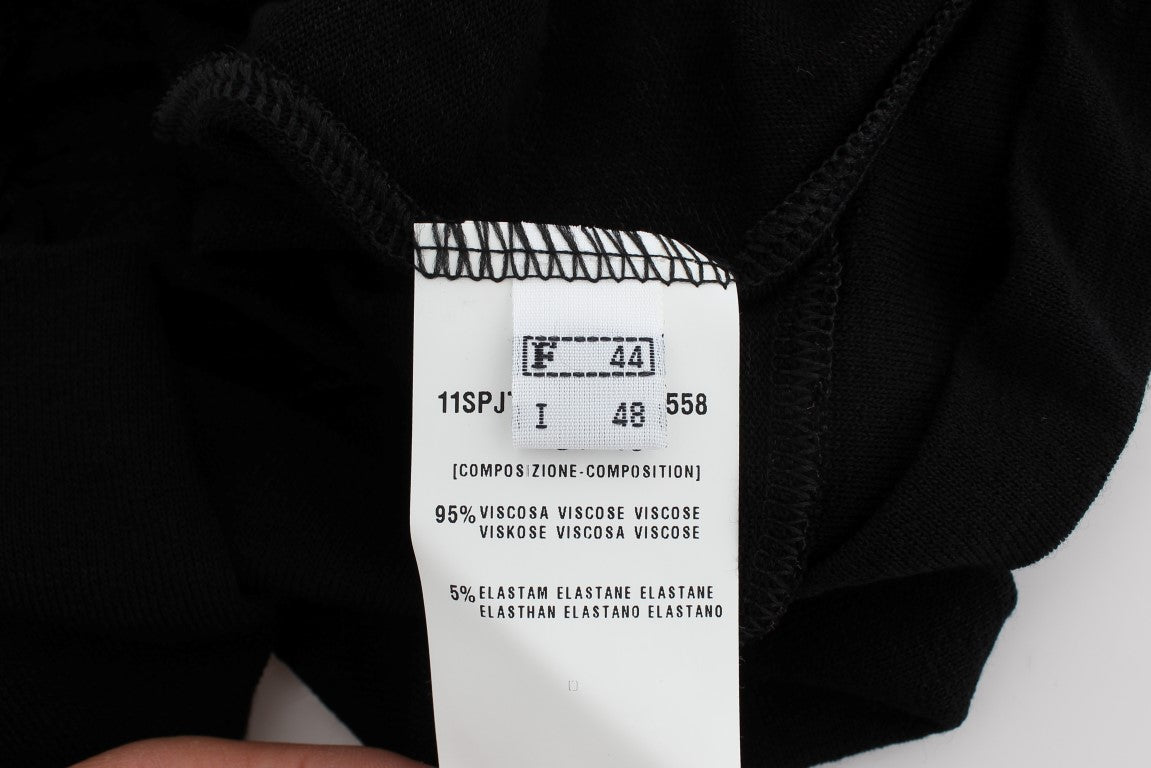 F 44
11SPJ 558
I 48
[COMPOSIZIONE-COMPOSITION]
95% VISCOSA VISCOSE VISCOSE
VISKOSE VISCOSA VISCOSE
5% ELASTAM ELASTANE ELASTANE
ELASTHAN ELASTANO ELASTANO